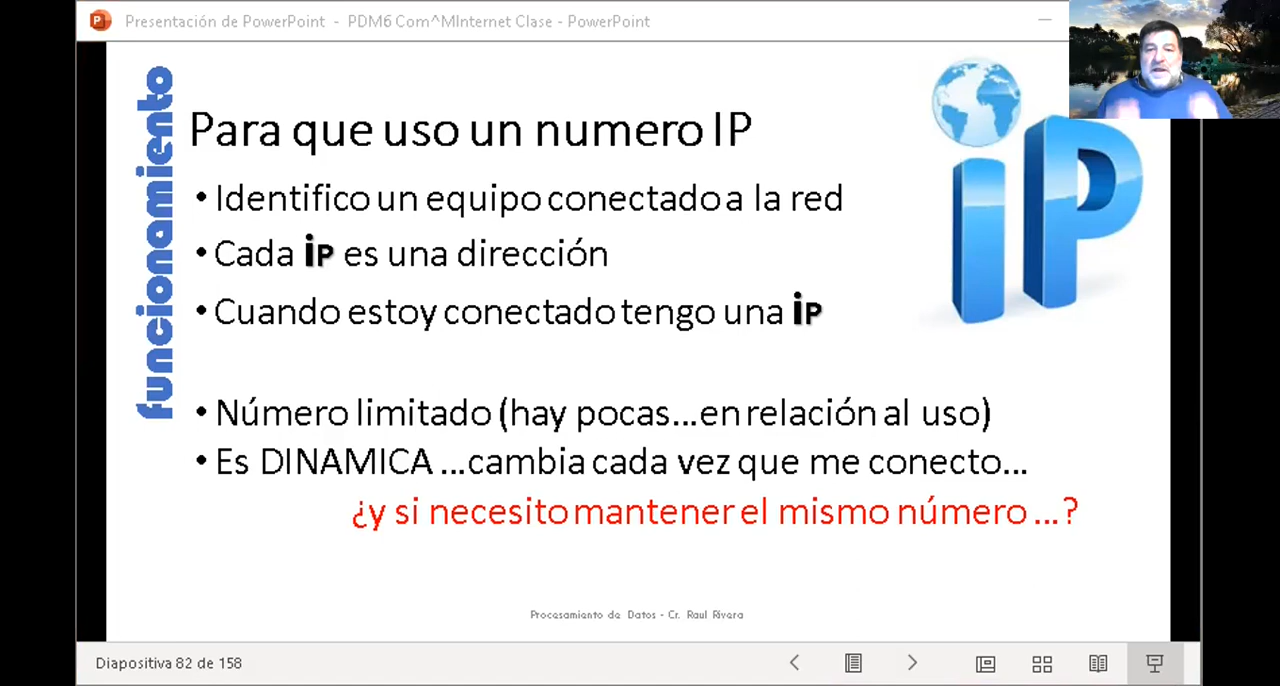 Presentación de PowerPoint - PDM6 Com^MInternet Clase - PowerPoint
funcionamiento
Para que uso un numero IP
• Identifico un equipo conectado a la red
• Cada iP es una dirección
• Cuando estoy conectado tengo una iP
• Número limitado (hay pocas...en relación al uso)
• Es DINAMICA ...cambia cada vez que me conecto...
¿y si necesito mantener el mismo número ...?
iP
Procesamiento de Datos - Cr. Raul Rivera
Diapositiva 82 de 158